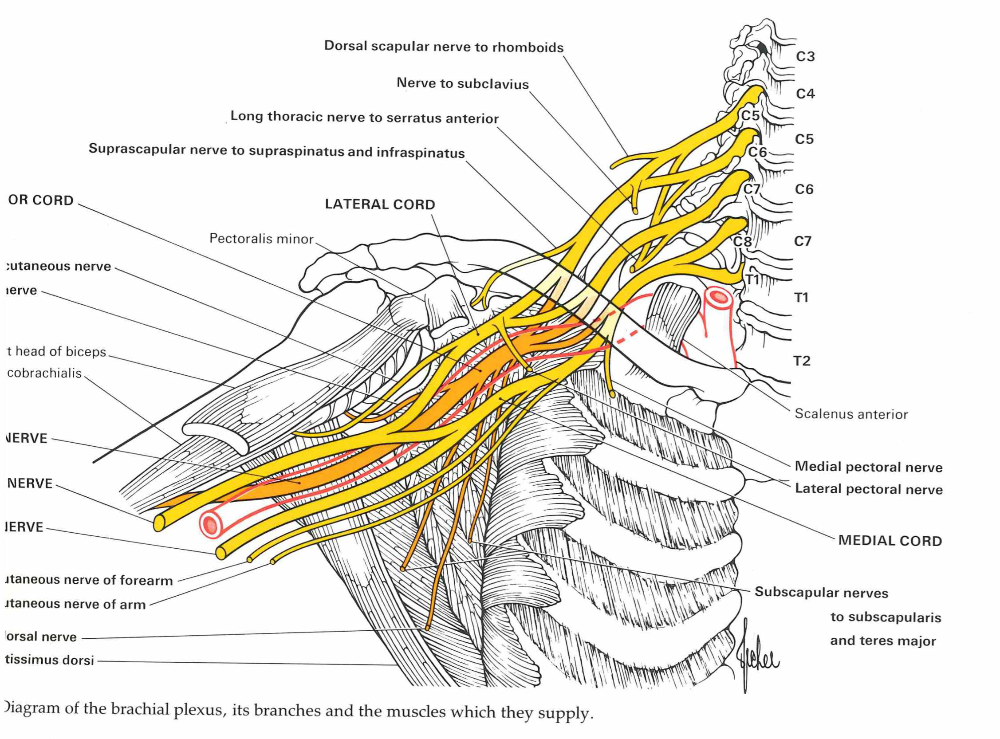 Dorsal scapular nerve to rhomboids
Nerve to subclavius
Long thoracic nerve to serratus anterior
Suprascapular nerve to supraspinatus and infraspinatus
OR CORD
LATERAL CORD
Pectoralis minor
cutaneous nerve
nerve
t head of biceps
cobrachialis
NERVE
NERVE
NERVE
utaneous nerve of forearm
utaneous nerve of arm
orsal nerve
tissimus dorsi
C3
C4
C5
C5
C6
C6
C7
C7
C8
T1
T1
T2
Scalenus anterior
Medial pectoral nerve
Lateral pectoral nerve
MEDIAL CORD
Subscapular nerves
to subscapularis
and teres major
Diagram of the brachial plexus, its branches and the muscles which they supply.